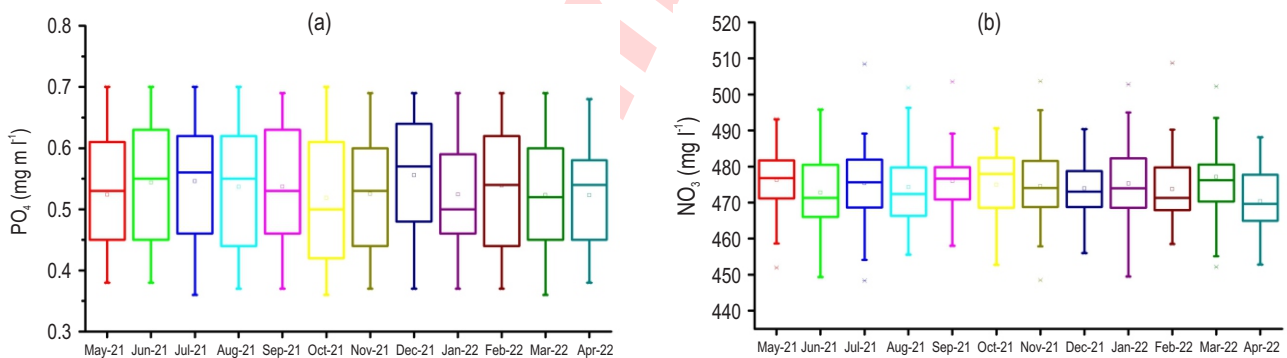 (a)
PO4 (mg m l-1)
0.8
0.7
0.6
0.5
0.4
0.3
May-21 Jun-21 Jul-21 Aug-21 Sep-21 Oct-21 Nov-21 Dec-21 Jan-22 Feb-22 Mar-22 Apr-22
(b)
NO3 (mg l-1)
520
510
500
490
480
470
460
450
440
May-21 Jun-21 Jul-21 Aug-21 Sep-21 Oct-21 Nov-21 Dec-21 Jan-22 Feb-22 Mar-22 Apr-22